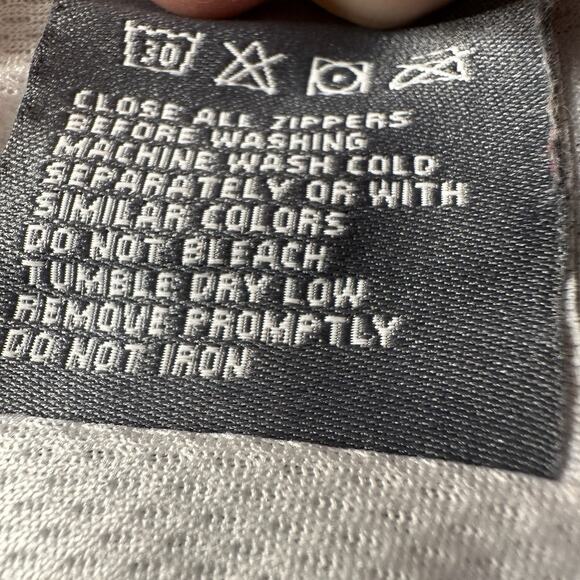 30
CLOSE ALL ZIPPERS
BEFORE WASHING
MACHINE WASH COLD
SEPARATELY OR WITH
SIMILAR COLORS
DO NOT BLEACH
TUMBLE DRY LOW
REMOVE PROMPTLY
DO NOT IRON